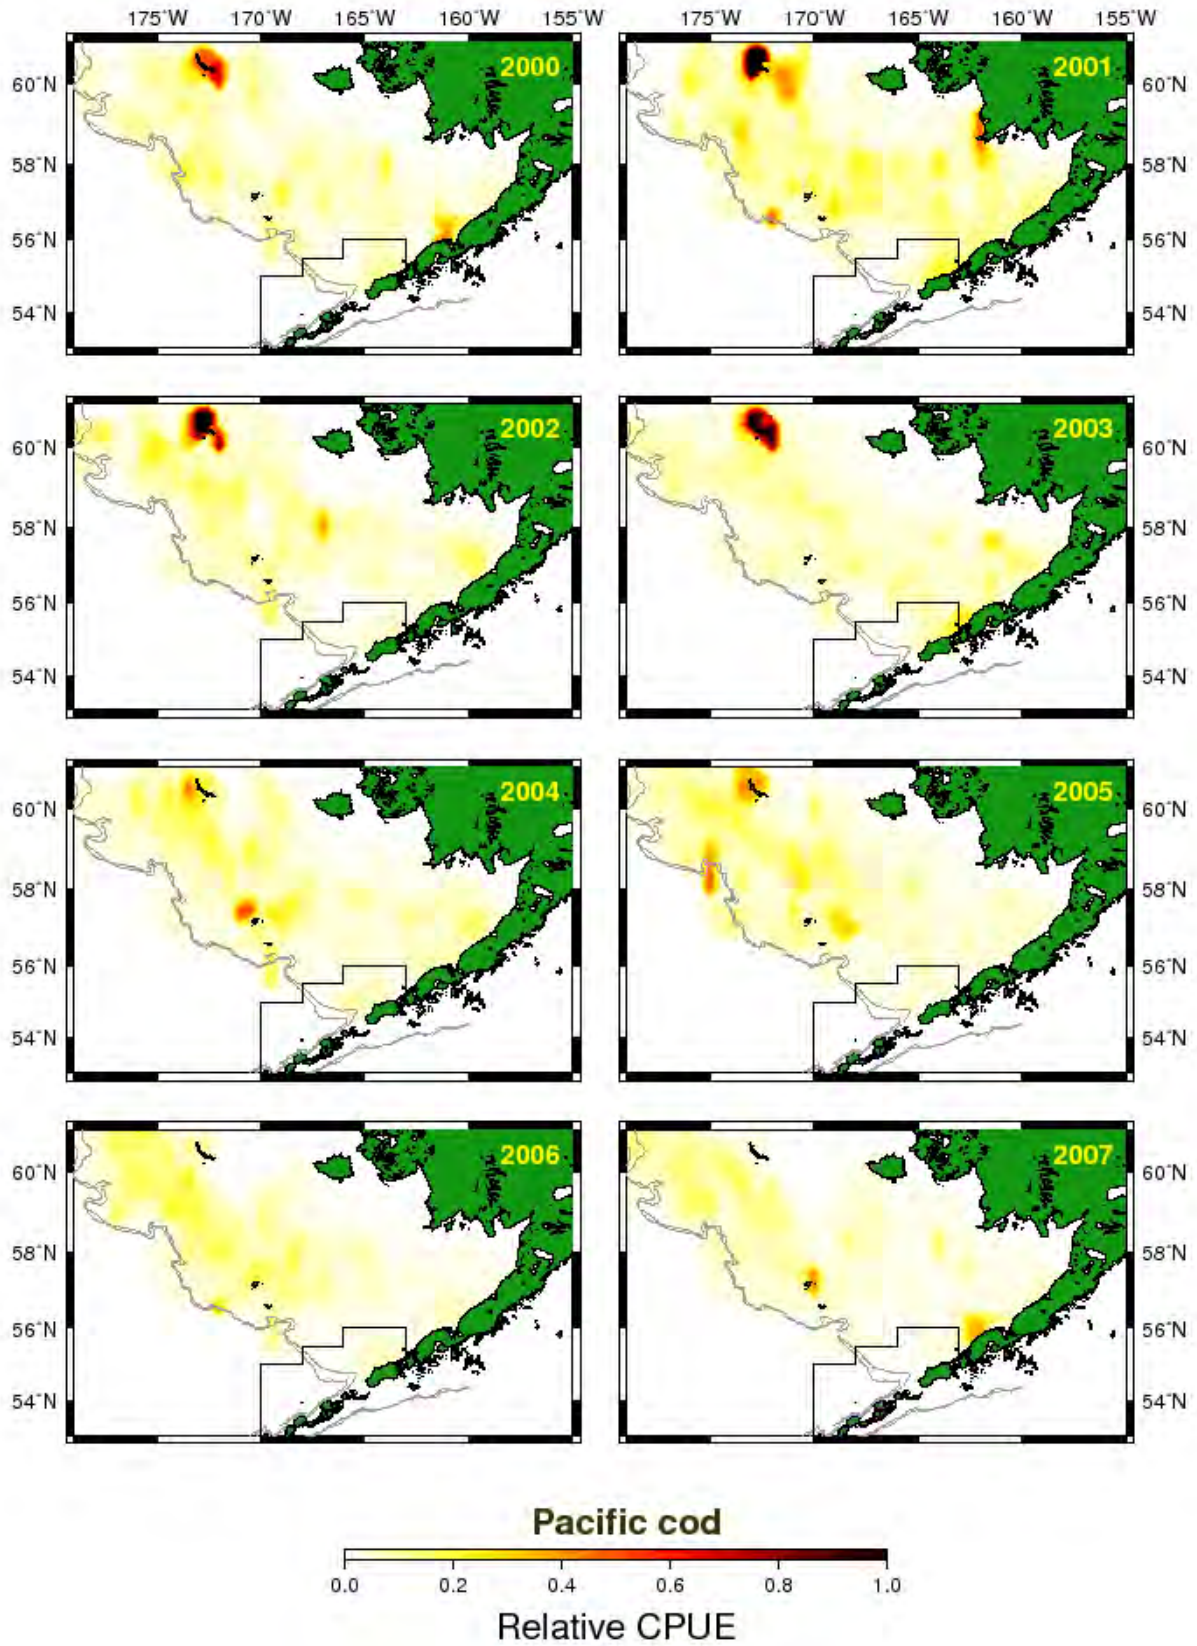 175°W 170°W 165°W 160°W 175°W 170°W 165°W 160°W 155°W
60°N 2000 2001 60°N
58°N 58°N
56°N 56°N
54°N 54°N
60°N 2002 2003 60°N
58°N 58°N
56°N 56°N
54°N 54°N
60°N 2004 2005 60°N
58°N 58°N
56°N 56°N
54°N 54°N
60°N 2006 2007 60°N
58°N 58°N
56°N 56°N
54°N 54°N
Pacific cod
0.0 0.2 0.4 0.6 0.8 1.0
Relative CPUE